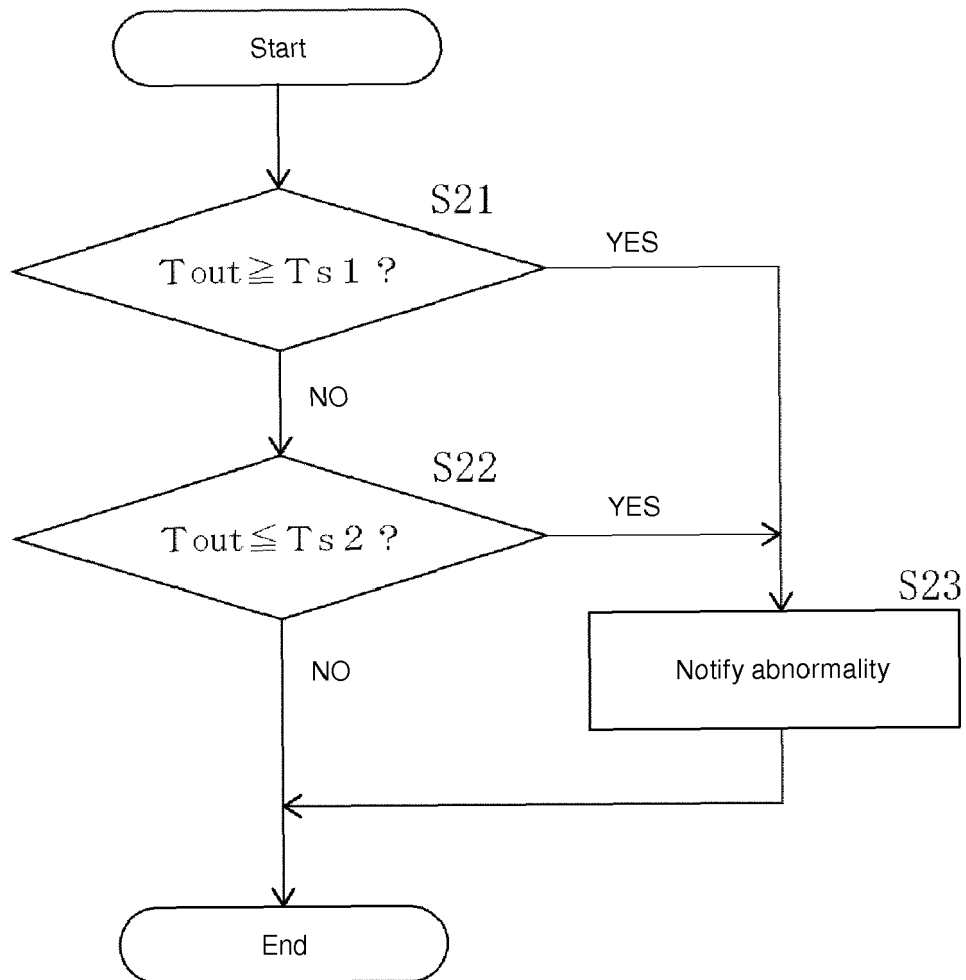 Start
S21
Tout≧Ts1?
YES
NO
S22
Tout≦Ts2?
YES
S23
Notify abnormality
NO
End